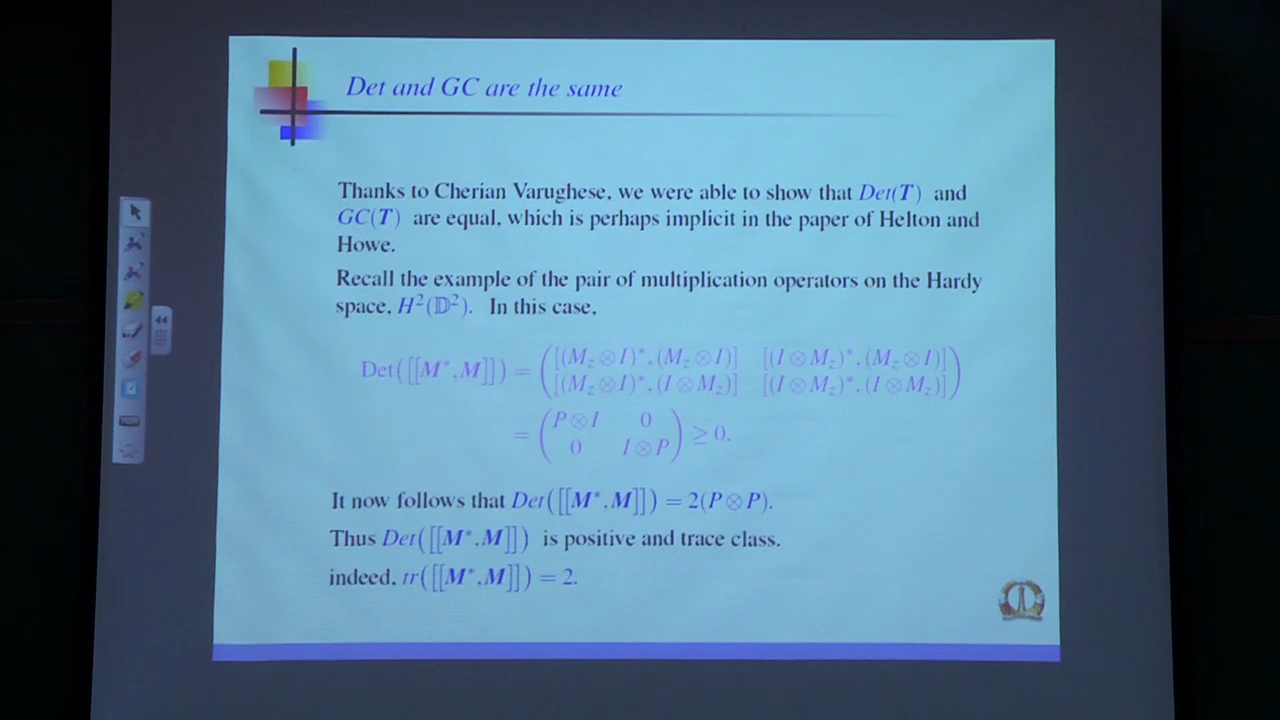 Det and GC are the same
Thanks to Cherian Varughese, we were able to show that Det(T) and
GC(T) are equal, which is perhaps implicit in the paper of Helton and
Howe.
Recall the example of the pair of multiplication operators on the Hardy
space, H²(𝔻²). In this case,
Det([[M*, M]]) = ( [(M_z⊗I)*, (M_z⊗I)] [(I⊗M_z)*, (M_z⊗I)]
[(M_z⊗I)*, (I⊗M_z)] [(I⊗M_z)*, (I⊗M_z)] )
= ( P⊗I 0
0 I⊗P ) ≥ 0.
It now follows that Det([[M*, M]]) = 2(P⊗P).
Thus Det([[M*, M]]) is positive and trace class.
indeed, tr([[M*, M]]) = 2.